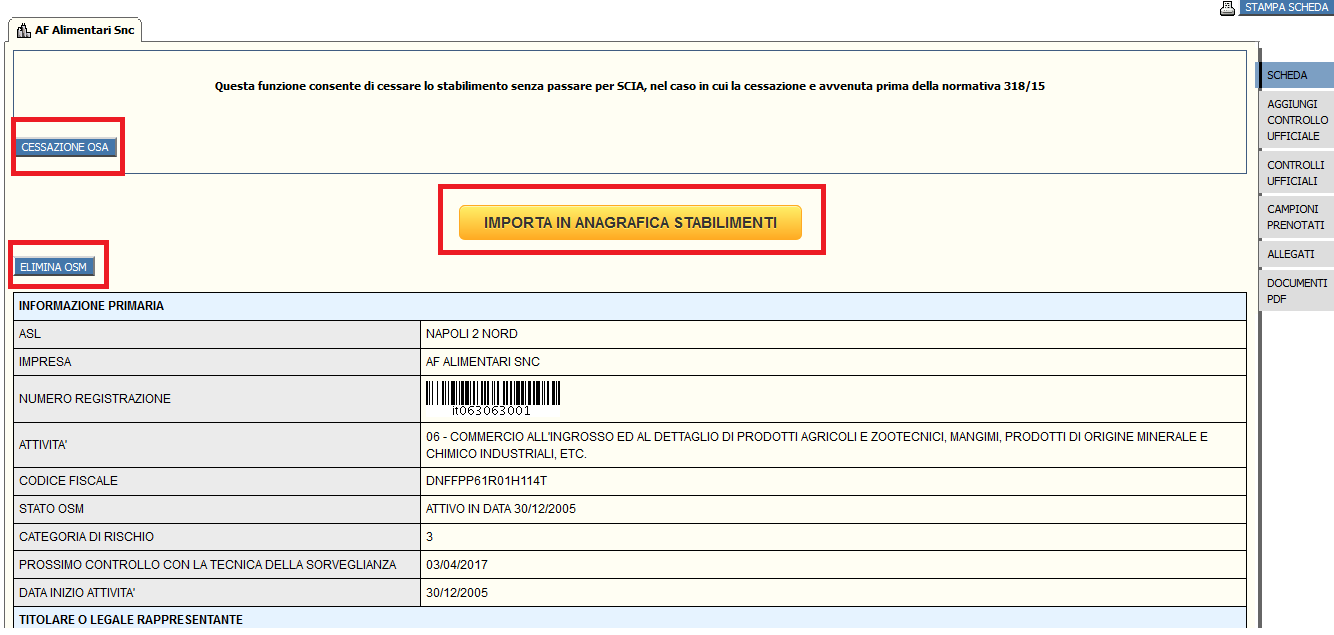 STAMPA SCHEDA
AF Alimentari Snc
Questa funzione consente di cessare lo stabilimento senza passare per SCIA, nel caso in cui la cessazione e avvenuta prima della normativa 318/15
CESSAZIONE OSA
IMPORTA IN ANAGRAFICA STABILIMENTI
ELIMINA OSM
INFORMAZIONE PRIMARIA
ASL NAPOLI 2 NORD
IMPRESA AF ALIMENTARI SNC
NUMERO REGISTRAZIONE it063063001
ATTIVITA' 06 - COMMERCIO ALL'INGROSSO ED AL DETTAGLIO DI PRODOTTI AGRICOLI E ZOOTECNICI, MANGIMI, PRODOTTI DI ORIGINE MINERALE E
CHIMICO INDUSTRIALI, ETC.
CODICE FISCALE DNFFPP61R01H114T
STATO OSM ATTIVO IN DATA 30/12/2005
CATEGORIA DI RISCHIO 3
PROSSIMO CONTROLLO CON LA TECNICA DELLA SORVEGLIANZA 03/04/2017
DATA INIZIO ATTIVITA' 30/12/2005
TITOLARE O LEGALE RAPPRESENTANTE
SCHEDA
AGGIUNGI
CONTROLLO
UFFICIALE
CONTROLLI
UFFICIALI
CAMPIONI
PRENOTATI
ALLEGATI
DOCUMENTI
PDF